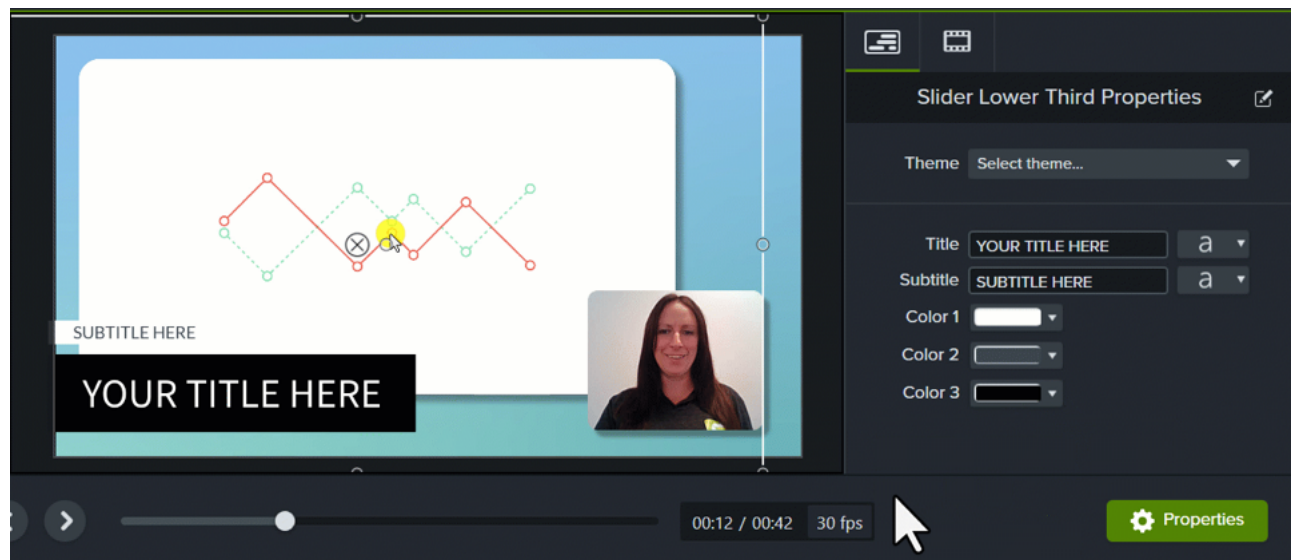 Slider Lower Third Properties
Theme Select theme...
Title YOUR TITLE HERE a
Subtitle SUBTITLE HERE a
Color 1
Color 2
Color 3
SUBTITLE HERE
YOUR TITLE HERE
00:12 / 00:42 30 fps
Properties